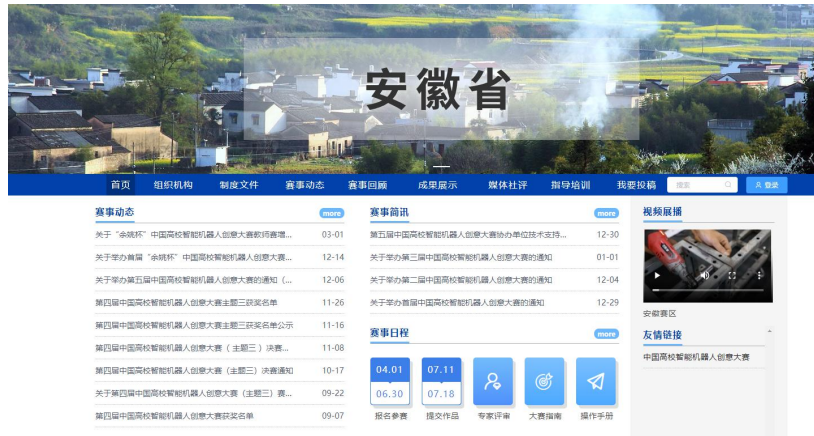 安徽省
首页 组织机构 制度文件 赛事动态 赛事回顾 成果展示 媒体社评 指导培训 我要投稿 搜索 登录
赛事动态 more
关于“余姚杯”中国高校智能机器人创意大赛教师赛增... 03-01
关于举办首届“余姚杯”中国高校智能机器人创意大赛... 12-14
关于举办第五届中国高校智能机器人创意大赛的通知（... 12-06
第四届中国高校智能机器人创意大赛主题三获奖名单 11-26
第四届中国高校智能机器人创意大赛主题三获奖名单公示 11-16
第四届中国高校智能机器人创意大赛（ 主题三 ）决赛... 11-08
第四届中国高校智能机器人创意大赛（主题三）决赛通知 10-17
关于第四届中国高校智能机器人创意大赛（主题三）赛... 09-22
第四届中国高校智能机器人创意大赛获奖名单 09-07
赛事简讯 more
第五届中国高校智能机器人创意大赛协办单位技术支持... 12-30
关于举办第三届中国高校智能机器人创意大赛的通知 01-01
关于举办第二届中国高校智能机器人创意大赛的通知 12-04
关于举办首届中国高校智能机器人创意大赛的通知 12-29
赛事日程 more
04.01 07.11
06.30 07.18
报名参赛 提交作品 专家评审 大赛指南 操作手册
视频展播
安徽赛区
友情链接
中国高校智能机器人创意大赛